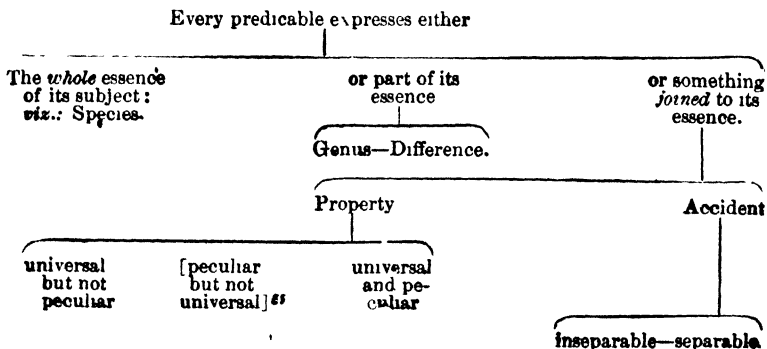 Every predicable expresses either
The whole essence
of its subject:
viz.: Species.
or part of its
essence
or something
joined to its
essence.
Genus—Difference.
Property
Accident
universal
but not
peculiar
[peculiar
but not
universal]
universal
and pe-
culiar
inseparable—separable